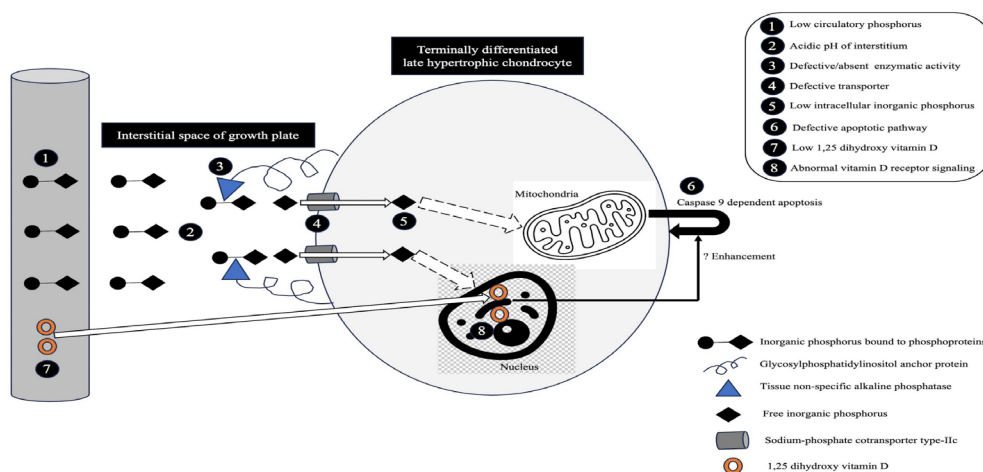 Terminally differentiated
late hypertrophic chondrocyte
Interstitial space of growth plate
1 Low circulatory phosphorus
2 Acidic pH of interstitium
3 Defective/absent enzymatic activity
4 Defective transporter
5 Low intracellular inorganic phosphorus
6 Defective apoptotic pathway
7 Low 1,25 dihydroxy vitamin D
8 Abnormal vitamin D receptor signaling
1
2
3
4
5
Mitochondria
6
Caspase 9 dependent apoptosis
? Enhancement
8
Nucleus
7
Inorganic phosphorus bound to phosphoproteins
Glycosylphosphatidylinositol anchor protein
Tissue non-specific alkaline phosphatase
Free inorganic phosphorus
Sodium-phosphate cotransporter type-IIc
1,25 dihydroxy vitamin D